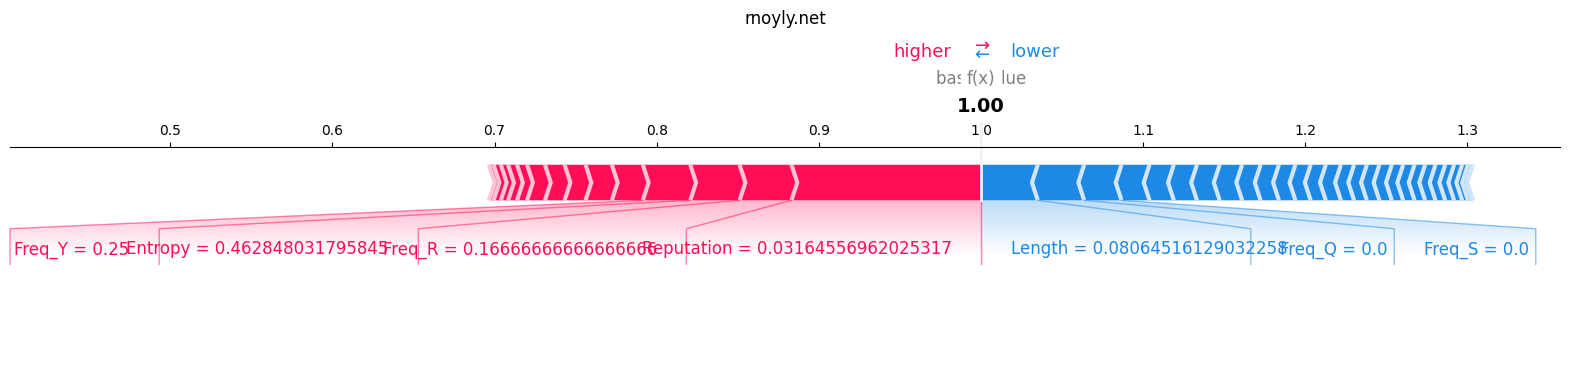 rnoyly.net
higher ⇄ lower
f(x)
1.00
0.5 0.6 0.7 0.8 0.9 1.0 1.1 1.2 1.3
Freq_Y = 0.25 Entropy = 0.462848031795845 Freq_R = 0.16666666666666666 Reputation = 0.03164556962025317 Length = 0.08064516129032258 Freq_Q = 0.0 Freq_S = 0.0